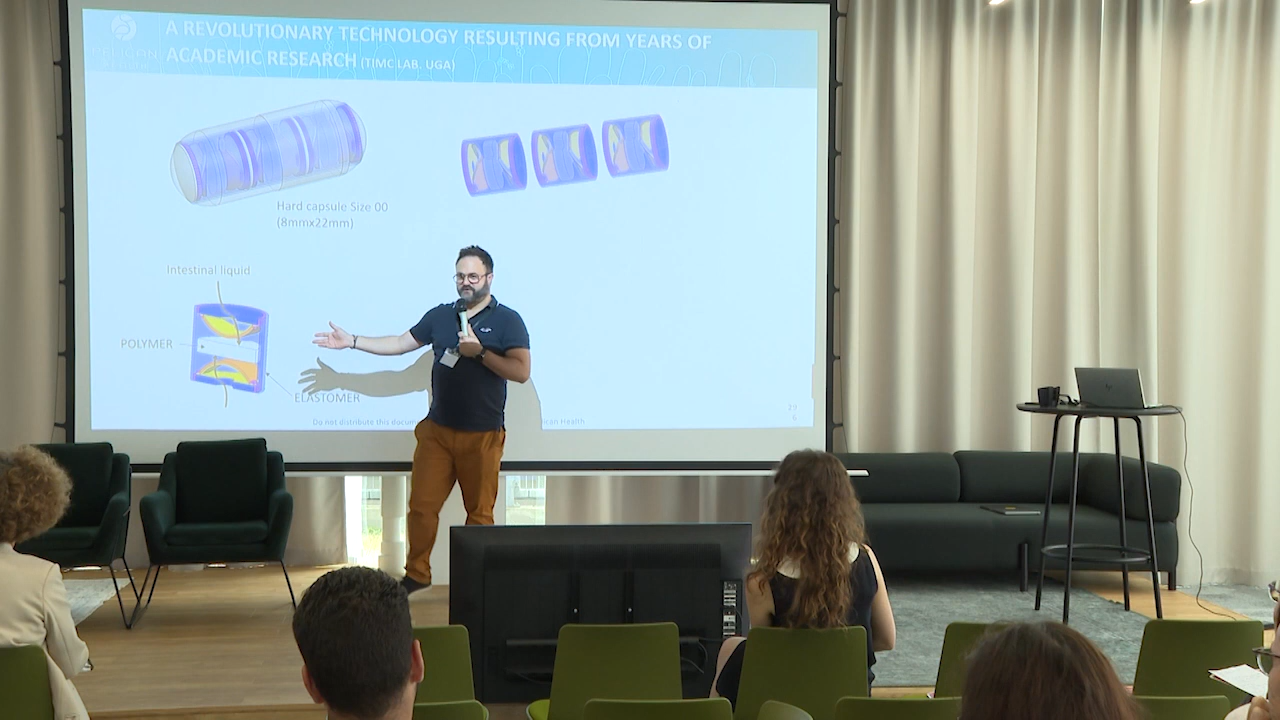 A REVOLUTIONARY TECHNOLOGY RESULTING FROM YEARS OF
ACADEMIC RESEARCH (TIMC LAB. UGA)
Hard capsule Size 00
(8mmx22mm)
Intestinal liquid
POLYMER
ELASTOMER
Do not distribute this
Health